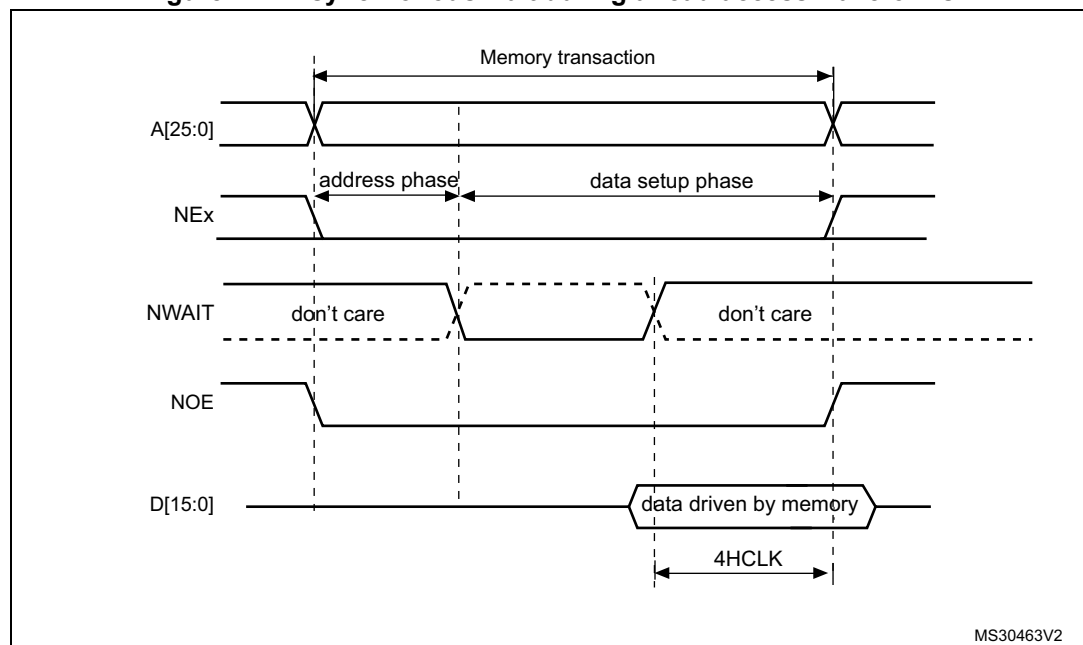 Memory transaction
A[25:0]
address phase
data setup phase
NEx
NWAIT
don't care
don't care
NOE
D[15:0]
data driven by memory
4HCLK
MS30463V2